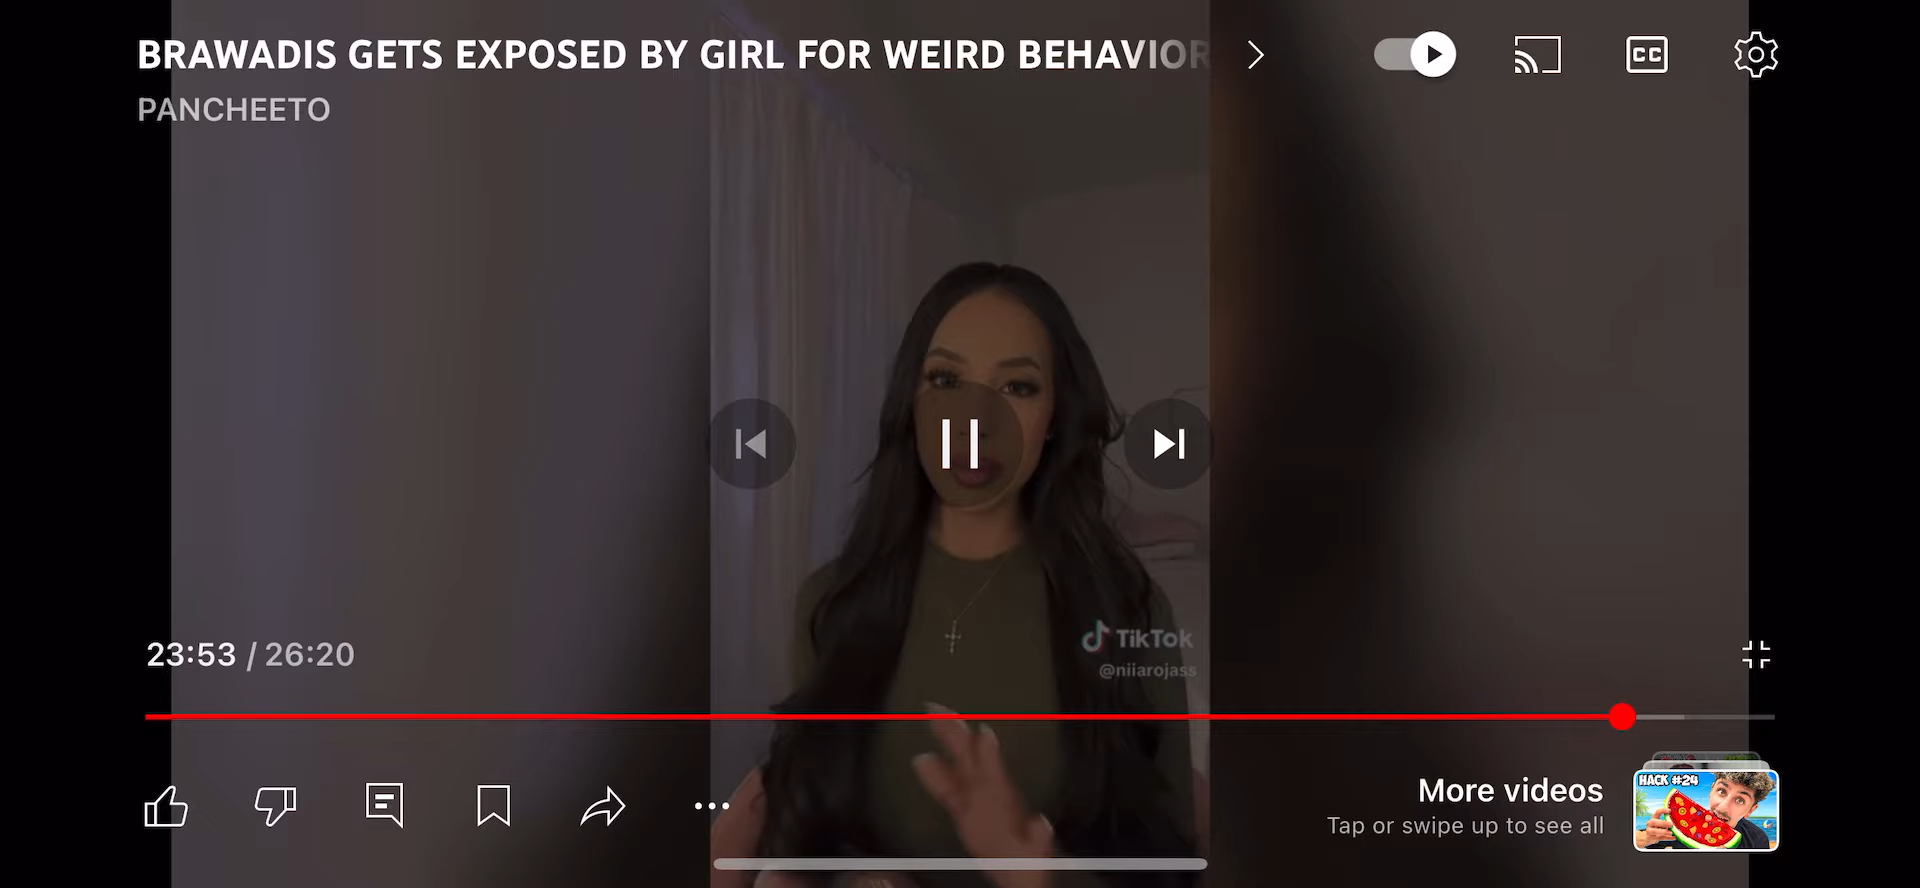 BRAWADIS GETS EXPOSED BY GIRL FOR WEIRD BEHAVIOR
PANCHEETO
CC
TikTok
@niiarojass
23:53 / 26:20
More videos
Tap or swipe up to see all
HACK #24